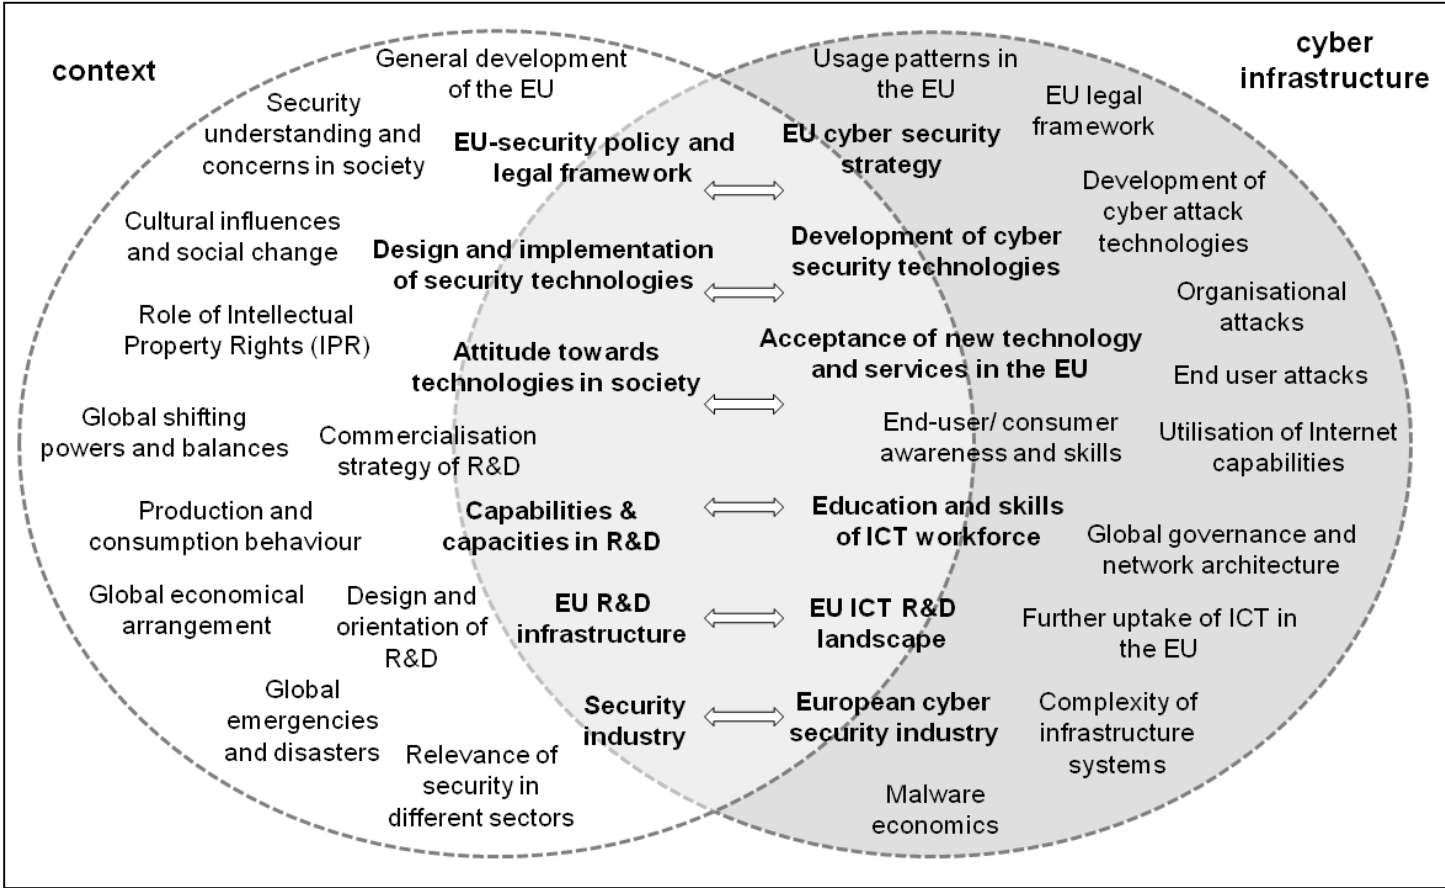 context
cyber
infrastructure
General development
of the EU
Usage patterns in
the EU
Security
understanding and
concerns in society
EU legal
framework
EU-security policy and
legal framework
EU cyber security
strategy
Development of
cyber attack
technologies
Cultural influences
and social change
Design and implementation
of security technologies
Development of cyber
security technologies
Organisational
attacks
Role of Intellectual
Property Rights (IPR)
Attitude towards
technologies in society
Acceptance of new technology
and services in the EU
End user attacks
Global shifting
powers and balances
Commercialisation
strategy of R&D
End-user/ consumer
awareness and skills
Utilisation of Internet
capabilities
Production and
consumption behaviour
Capabilities &
capacities in R&D
Education and skills
of ICT workforce
Global governance and
network architecture
Global economical
arrangement
Design and
orientation of
R&D
EU R&D
infrastructure
EU ICT R&D
landscape
Further uptake of ICT in
the EU
Global
emergencies
and disasters
Security
industry
European cyber
security industry
Complexity of
infrastructure
systems
Relevance of
security in
different sectors
Malware
economics